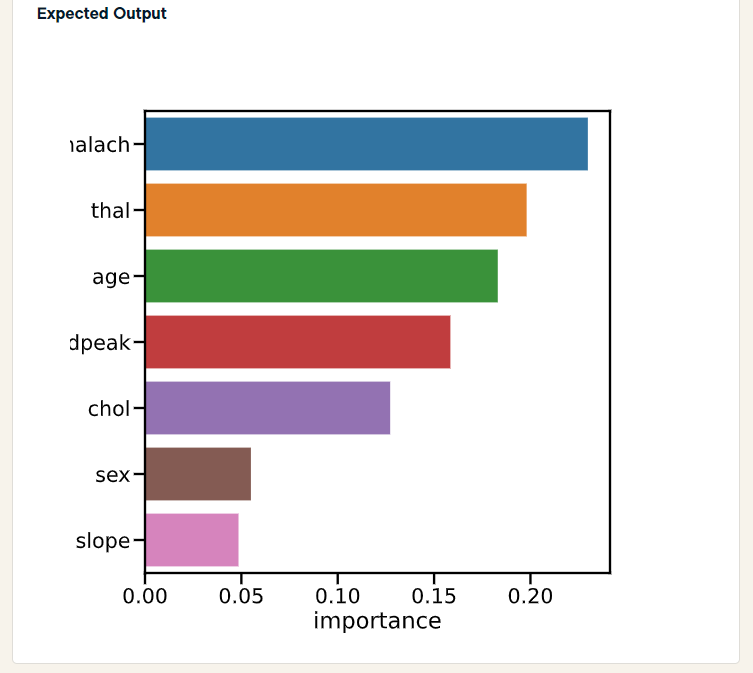 Expected Output
halach
thal
age
dpeak
chol
sex
slope
0.00 0.05 0.10 0.15 0.20
importance